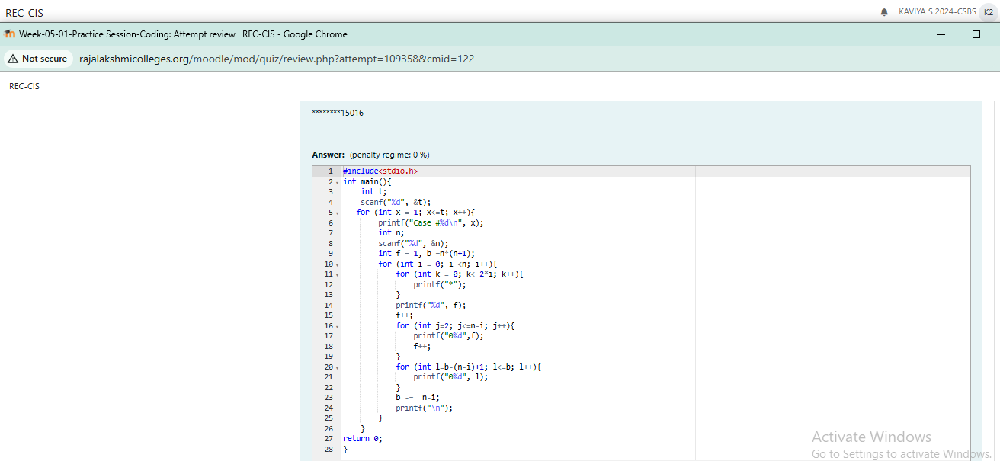 REC-CIS
KAVIYA S 2024-CSBS K2
Week-05-01-Practice Session-Coding: Attempt review | REC-CIS - Google Chrome
Not secure rajalakshmicolleges.org/moodle/mod/quiz/review.php?attempt=109358&cmid=122
REC-CIS
********15016
Answer: (penalty regime: 0 %)
1 #include<stdio.h>
2 int main(){
3 int t;
4 scanf("%d", &t);
5 for (int x = 1; x<=t; x++){
6 printf("Case #%d\n", x);
7 int n;
8 scanf("%d", &n);
9 int f = 1, b =n*(n+1);
10 for (int i = 0; i <n; i++){
11 for (int k = 0; k< 2*i; k++){
12 printf("*");
13 }
14 printf("%d", f);
15 f++;
16 for (int j=2; j<=n-i; j++){
17 printf("0%d",f);
18 f++;
19 }
20 for (int l=b-(n-i)+1; l<=b; l++){
21 printf("0%d", l);
22 }
23 b -= n-i;
24 printf("\n");
25 }
26 }
27 return 0;
28 }
Activate Windows
Go to Settings to activate Windows.